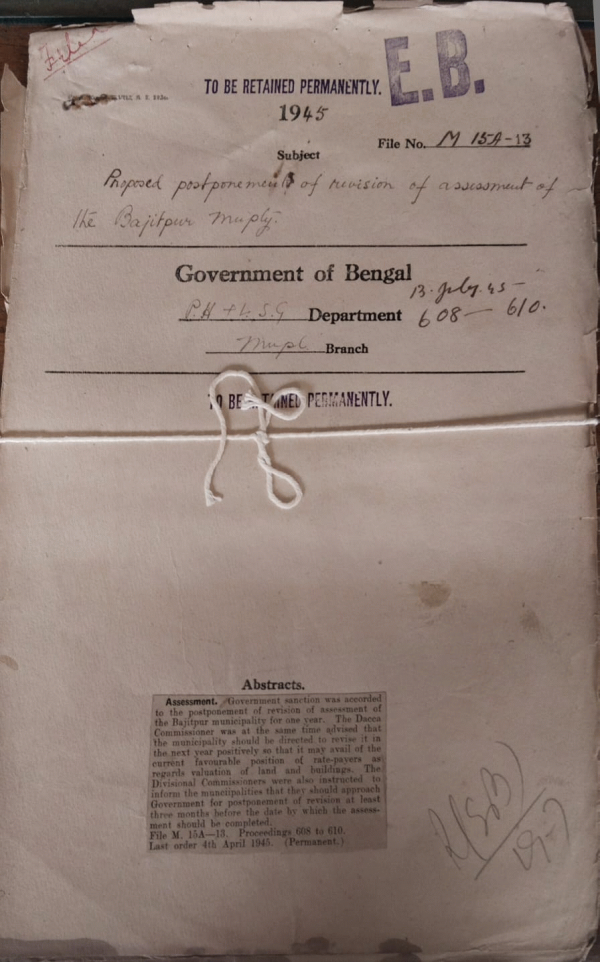 File
TO BE RETAINED PERMANENTLY.
E.B.
1945
File No. M 15A-13
Subject
Proposed postponement of revision of assessment of
the Bajitpur Muply.
Government of Bengal
P.H & L.S.G Department
B. July. 45-
608 — 610.
Mupl Branch
TO BE RETAINED PERMANENTLY.
Abstracts.
Assessment. Government sanction was accorded
to the postponement of revision of assessment of
the Bajitpur municipality for one year. The Dacca
Commissioner was at the same time advised that
the municipality should be directed to revise it in
the next year positively so that it may avail of the
current favourable position of rate-payers as
regards valuation of land and buildings. The
Divisional Commissioners were also instructed to
inform the muncipalities that they should approach
Government for postponement of revision at least
three months before the date by which the assess-
ment should be completed.
File M. 15A—13. Proceedings 608 to 610.
Last order 4th April 1945. (Permanent.)